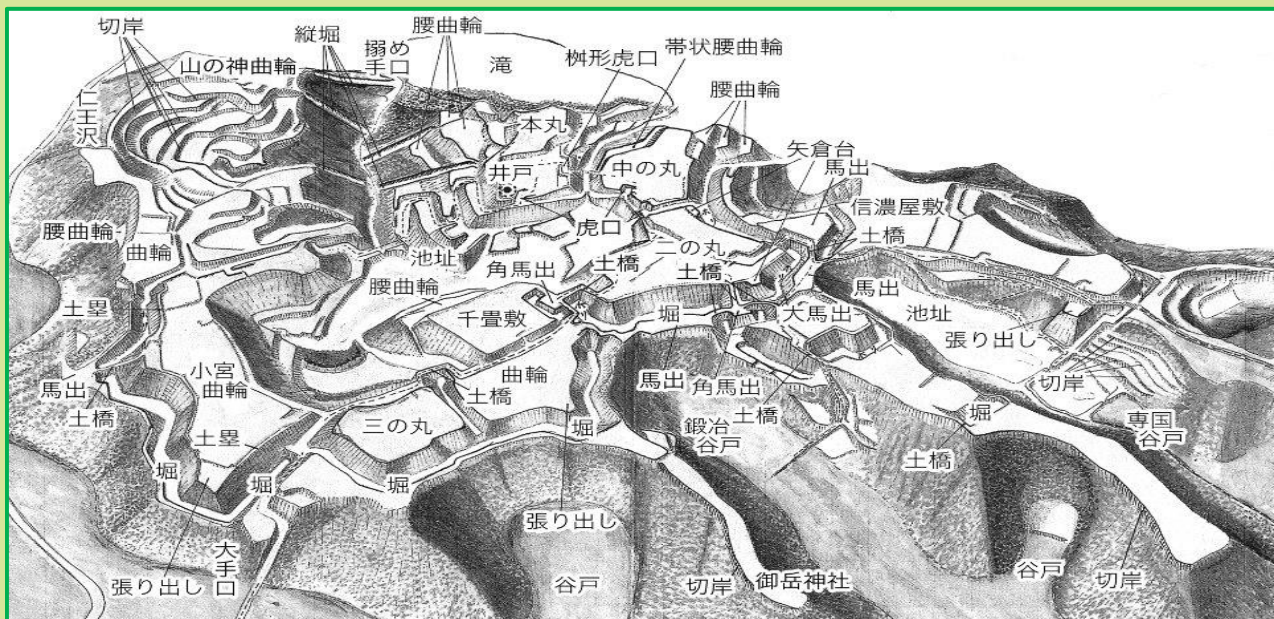 切岸
縦堀
搦め手口
腰曲輪
滝
桝形虎口
帯状腰曲輪
山の神曲輪
腰曲輪
仁王沢
本丸
矢倉台
馬出
井戸
中の丸
信濃屋敷
腰曲輪
曲輪
池址
虎口
角馬出
土橋
二の丸
土橋
土橋
馬出
腰曲輪
土塁
千畳敷
堀
大馬出
池址
張り出し
小宮曲輪
馬出
土橋
土橋
曲輪
馬出
角馬出
切岸
土橋
三の丸
堀
鍛冶谷戸
堀
専国谷戸
土塁
土橋
堀
堀
堀
張り出し
大手口
張り出し
谷戸
切岸
御岳神社
谷戸
切岸